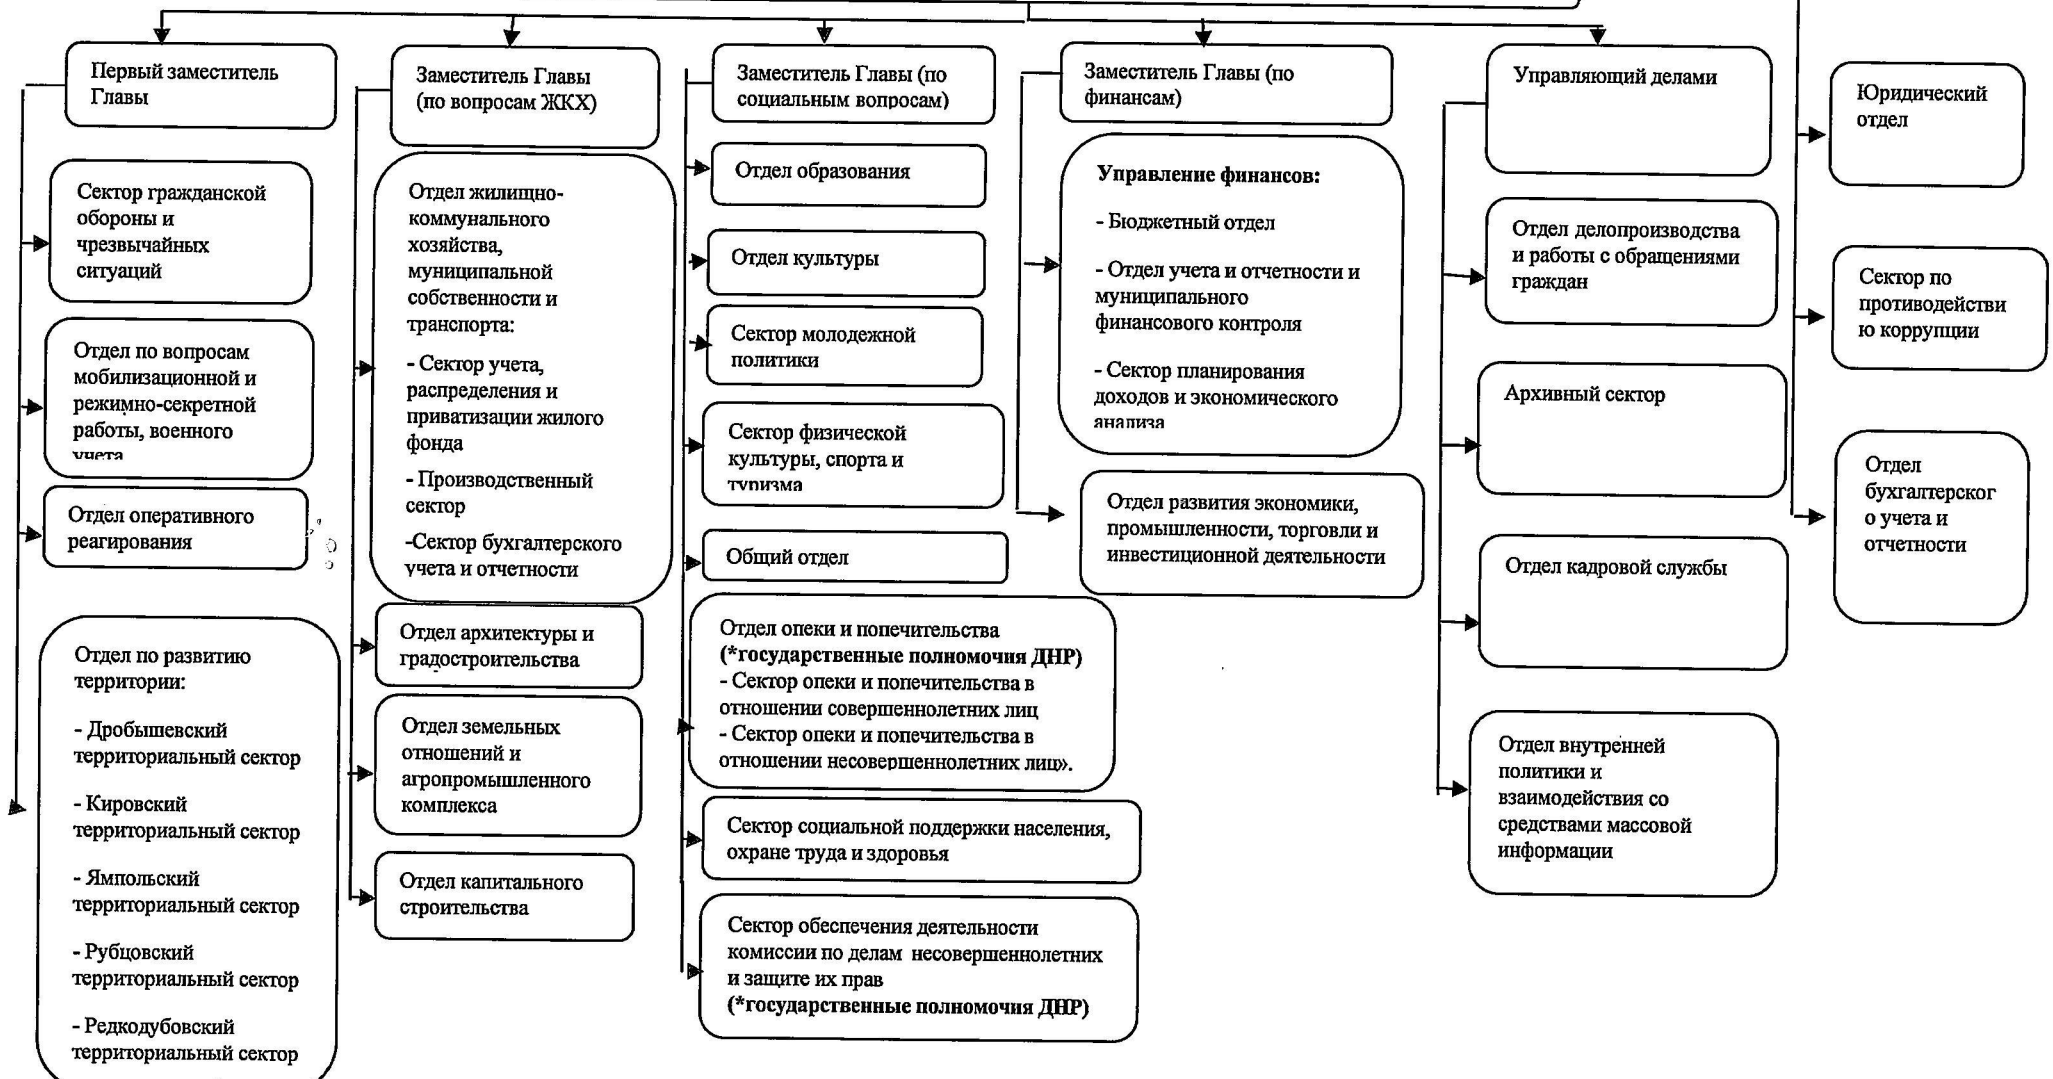 Первый заместитель
Главы
Сектор гражданской
обороны и
чрезвычайных
ситуаций
Отдел по вопросам
мобилизационной и
режимно-секретной
работы, военного
учета
Отдел оперативного
реагирования
Отдел по развитию
территории:
- Дробышевский
территориальный сектор
- Кировский
территориальный сектор
- Ямпольский
территориальный сектор
- Рубцовский
территориальный сектор
- Редкодубовский
территориальный сектор
Заместитель Главы
(по вопросам ЖКХ)
Отдел жилищно-
коммунального
хозяйства,
муниципальной
собственности и
транспорта:
- Сектор учета,
распределения и
приватизации жилого
фонда
- Производственный
сектор
-Сектор бухгалтерского
учета и отчетности
Отдел архитектуры и
градостроительства
Отдел земельных
отношений и
агропромышленного
комплекса
Отдел капитального
строительства
Заместитель Главы (по
социальным вопросам)
Отдел образования
Отдел культуры
Сектор молодежной
политики
Сектор физической
культуры, спорта и
туризма
Общий отдел
Отдел опеки и попечительства
(*государственные полномочия ДНР)
- Сектор опеки и попечительства в
отношении совершеннолетних лиц
- Сектор опеки и попечительства в
отношении несовершеннолетних лиц».
Сектор социальной поддержки населения,
охране труда и здоровья
Сектор обеспечения деятельности
комиссии по делам несовершеннолетних
и защите их прав
(*государственные полномочия ДНР)
Заместитель Главы (по
финансам)
Управление финансов:
- Бюджетный отдел
- Отдел учета и отчетности и
муниципального
финансового контроля
- Сектор планирования
доходов и экономического
анализа
Отдел развития экономики,
промышленности, торговли и
инвестиционной деятельности
Управляющий делами
Отдел делопроизводства
и работы с обращениями
граждан
Архивный сектор
Отдел кадровой службы
Отдел внутренней
политики и
взаимодействия со
средствами массовой
информации
Юридический
отдел
Сектор по
противодействи
ю коррупции
Отдел
бухгалтерског
о учета и
отчетности